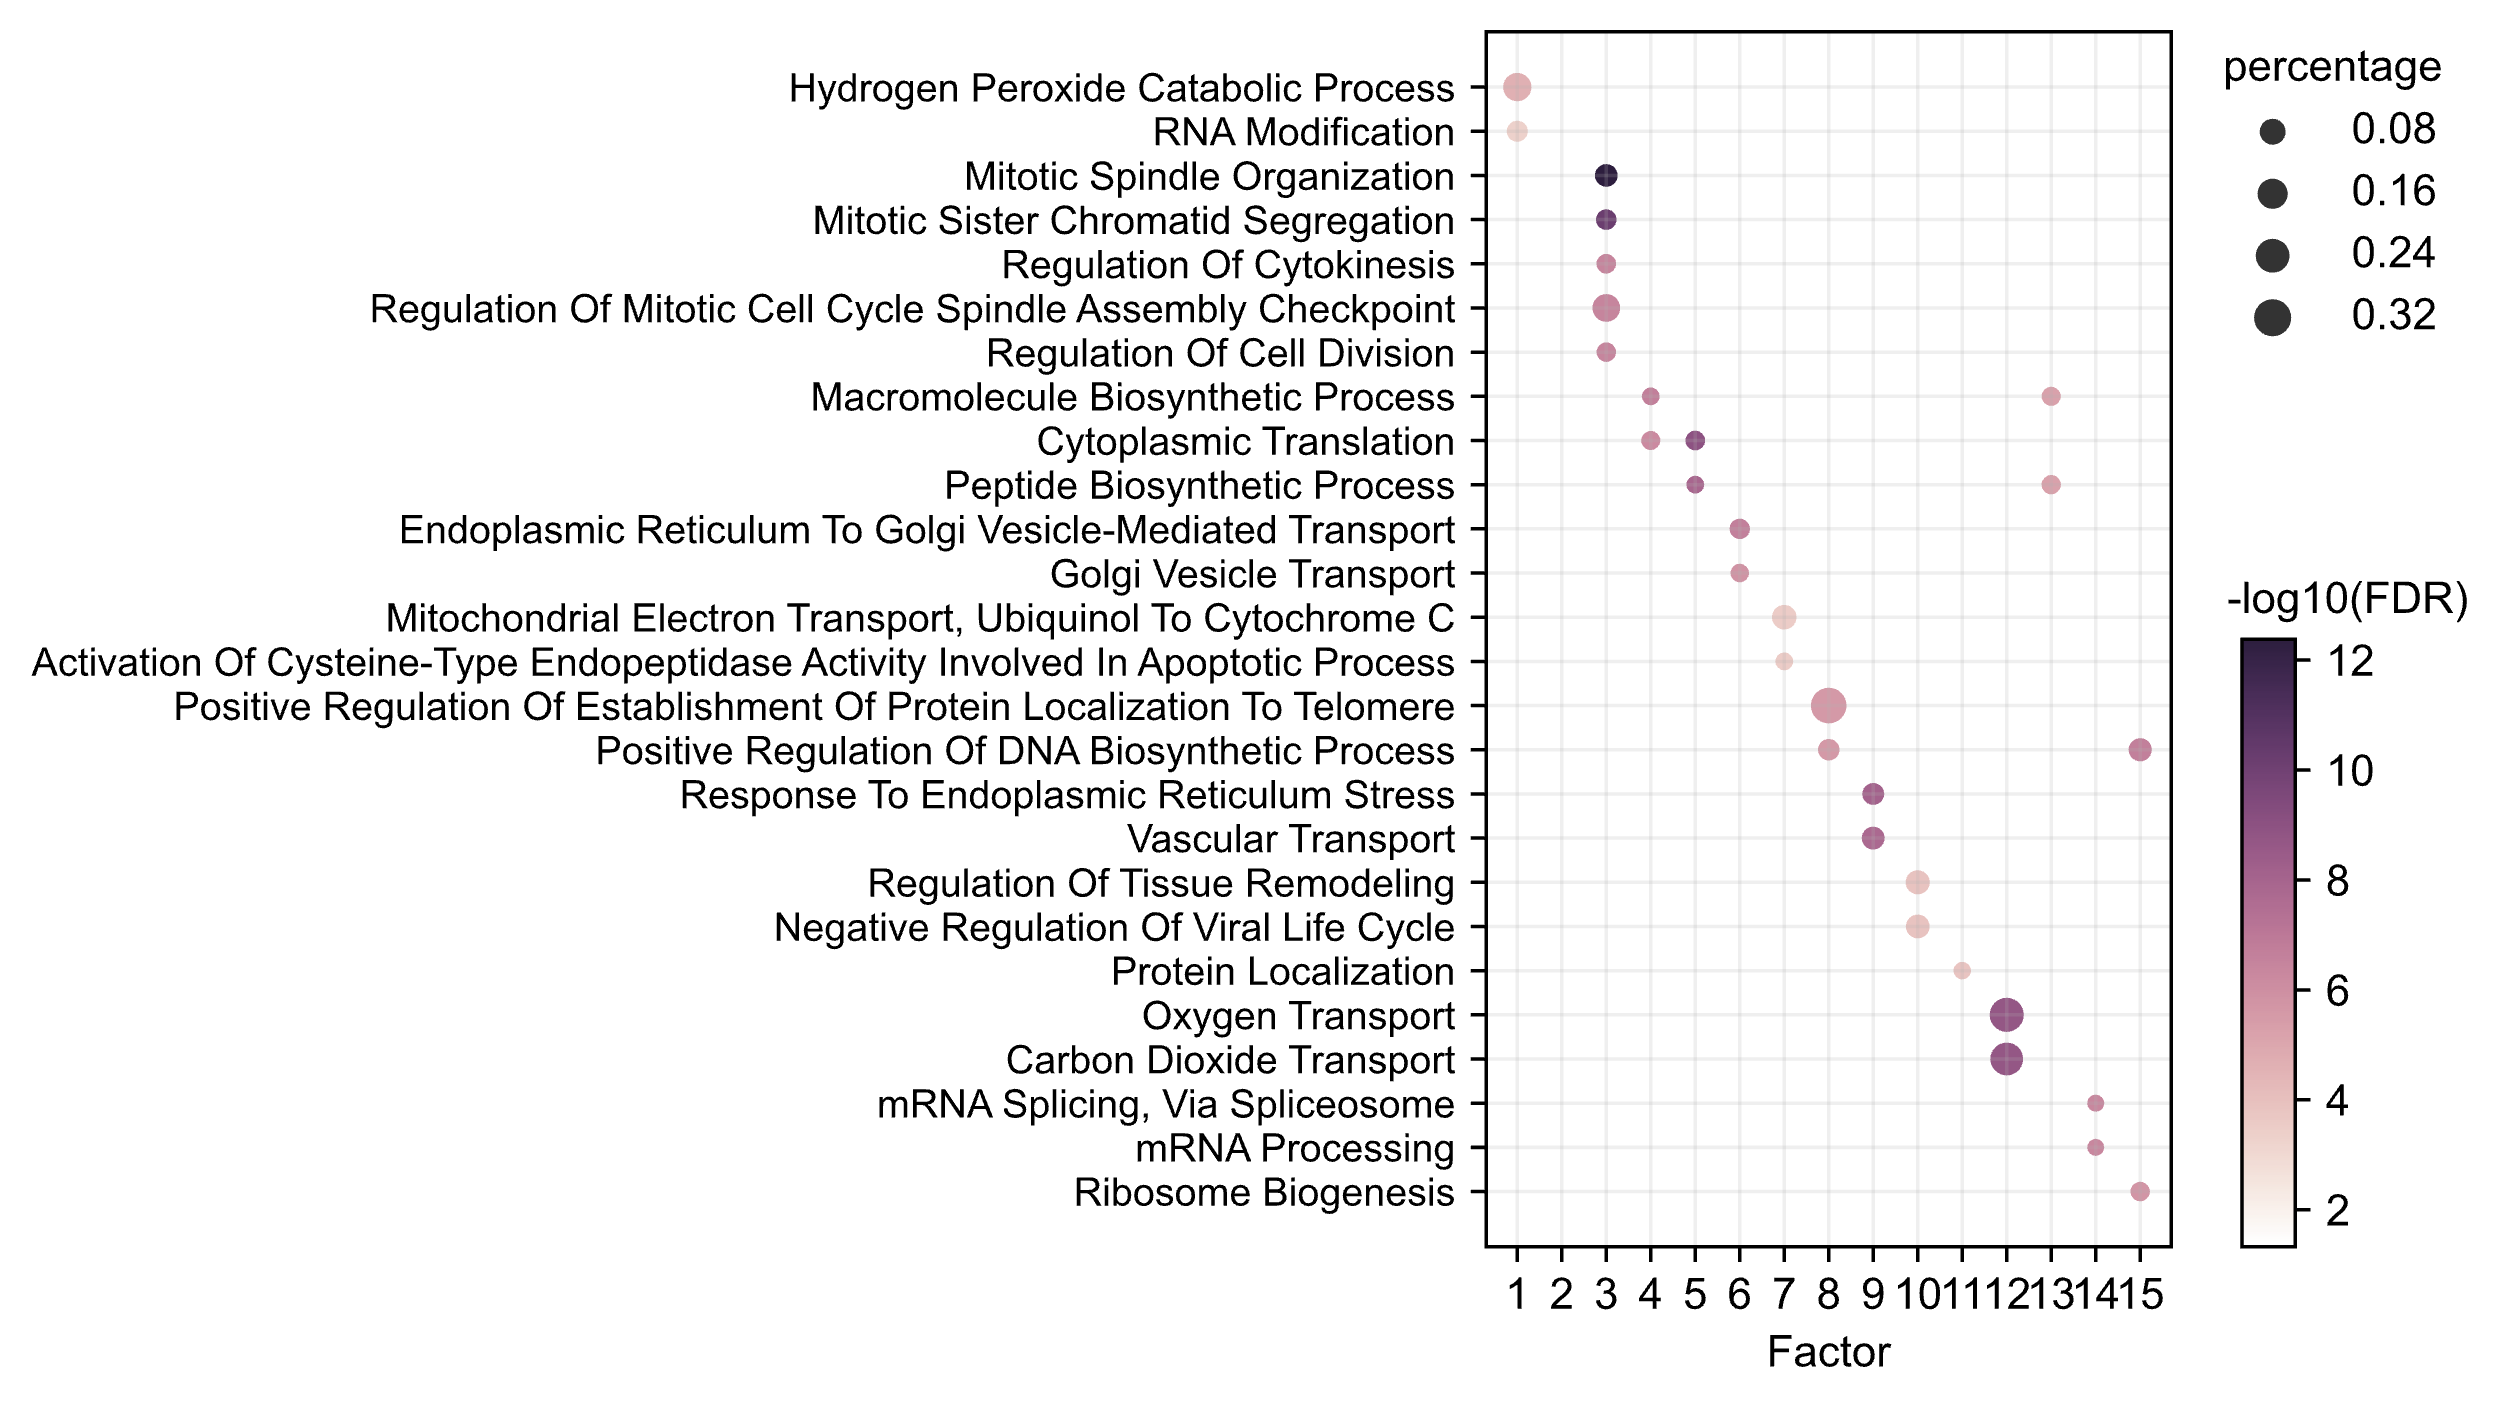 Hydrogen Peroxide Catabolic Process
RNA Modification
Mitotic Spindle Organization
Mitotic Sister Chromatid Segregation
Regulation Of Cytokinesis
Regulation Of Mitotic Cell Cycle Spindle Assembly Checkpoint
Regulation Of Cell Division
Macromolecule Biosynthetic Process
Cytoplasmic Translation
Peptide Biosynthetic Process
Endoplasmic Reticulum To Golgi Vesicle-Mediated Transport
Golgi Vesicle Transport
Mitochondrial Electron Transport, Ubiquinol To Cytochrome C
Activation Of Cysteine-Type Endopeptidase Activity Involved In Apoptotic Process
Positive Regulation Of Establishment Of Protein Localization To Telomere
Positive Regulation Of DNA Biosynthetic Process
Response To Endoplasmic Reticulum Stress
Vascular Transport
Regulation Of Tissue Remodeling
Negative Regulation Of Viral Life Cycle
Protein Localization
Oxygen Transport
Carbon Dioxide Transport
mRNA Splicing, Via Spliceosome
mRNA Processing
Ribosome Biogenesis
1 2 3 4 5 6 7 8 9 10 11 12 13 14 15
Factor
percentage
0.08
0.16
0.24
0.32
-log10(FDR)
12
10
8
6
4
2